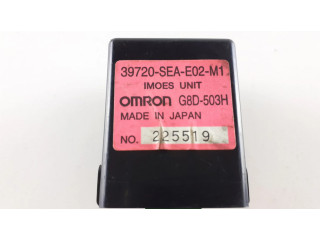 39720-SEA-E02-M1
IMOES UNIT
OMRON G8D-503H
MADE IN JAPAN
NO. 225519